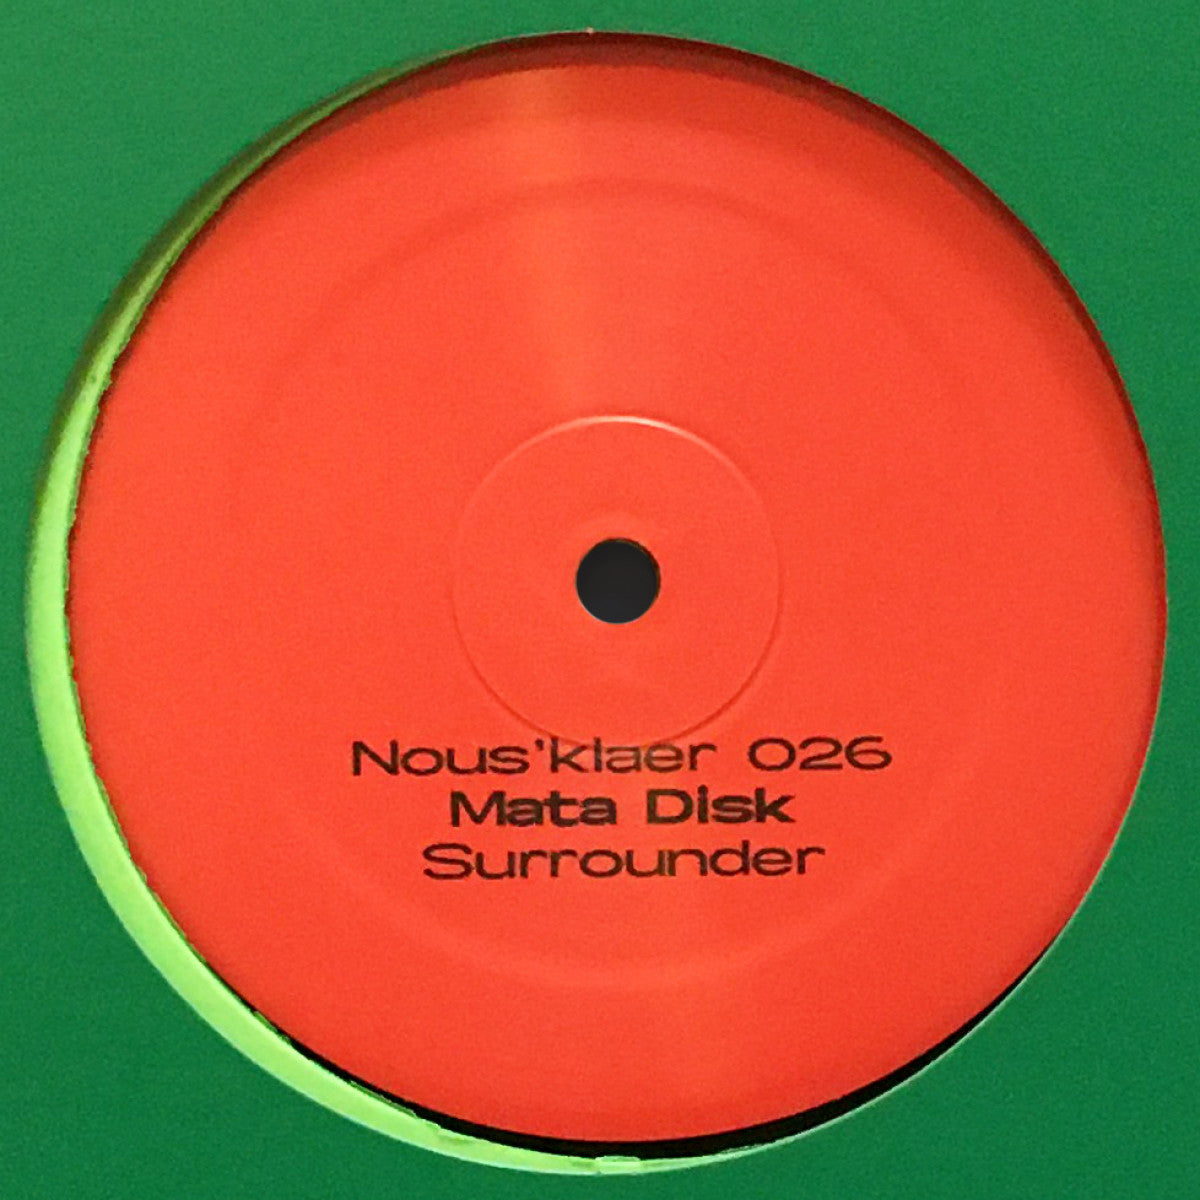 Nous'klaer 026
Mata Disk
Surrounder